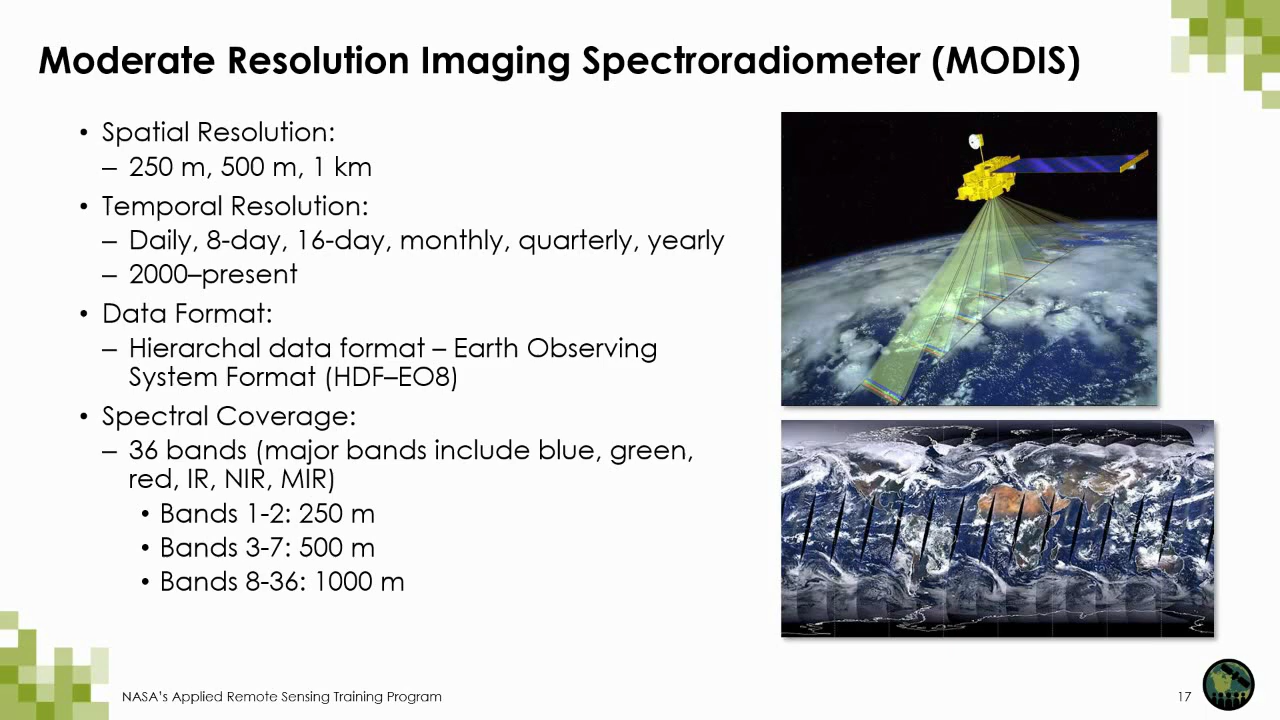 Moderate Resolution Imaging Spectroradiometer (MODIS)
• Spatial Resolution:
– 250 m, 500 m, 1 km
• Temporal Resolution:
– Daily, 8-day, 16-day, monthly, quarterly, yearly
– 2000–present
• Data Format:
– Hierarchal data format – Earth Observing
System Format (HDF–EO8)
• Spectral Coverage:
– 36 bands (major bands include blue, green,
red, IR, NIR, MIR)
• Bands 1-2: 250 m
• Bands 3-7: 500 m
• Bands 8-36: 1000 m
NASA’s Applied Remote Sensing Training Program
17